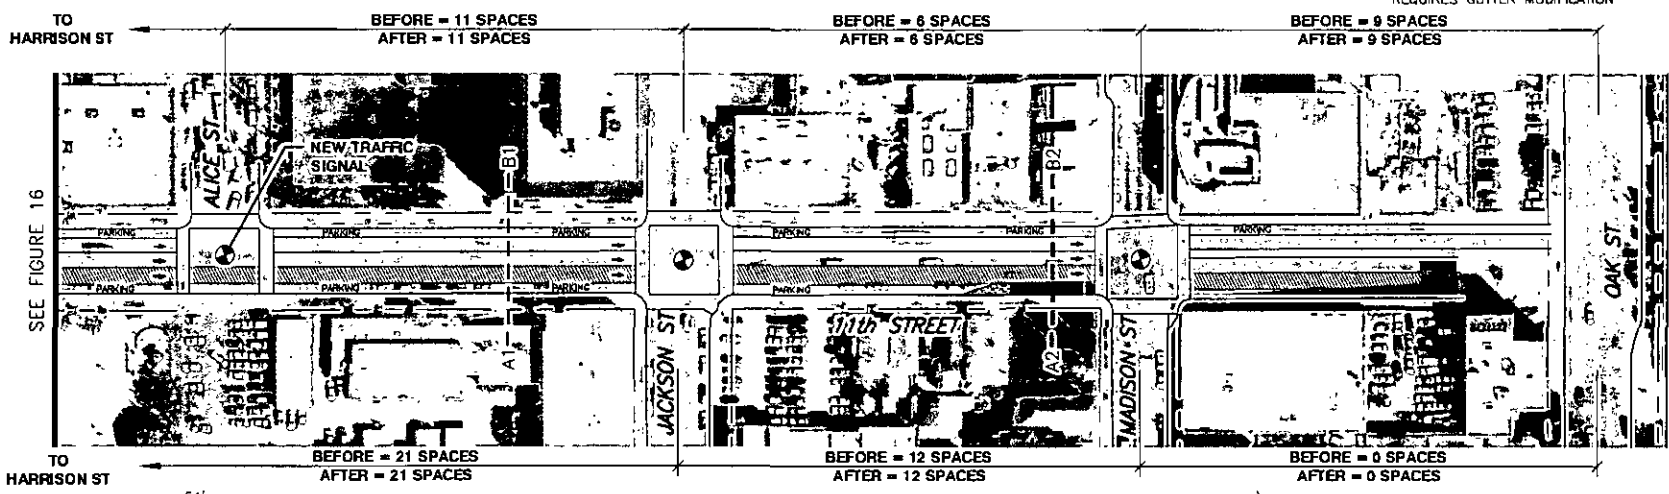 REQUIRES GUTTER MODIFICATION
TO
HARRISON ST
BEFORE = 11 SPACES
AFTER = 11 SPACES
BEFORE = 6 SPACES
AFTER = 6 SPACES
BEFORE = 9 SPACES
AFTER = 9 SPACES
ALICE ST
NEW TRAFFIC
SIGNAL
B1
B2
SEE FIGURE 16
PARKING
PARKING
PARKING
PARKING
PARKING
PARKING
PARKING
PARKING
PARKING
PARKING
OAK ST
JACKSON ST
11th STREET
MADISON ST
A1
A2
TO
HARRISON ST
BEFORE = 21 SPACES
AFTER = 21 SPACES
BEFORE = 12 SPACES
AFTER = 12 SPACES
BEFORE = 0 SPACES
AFTER = 0 SPACES